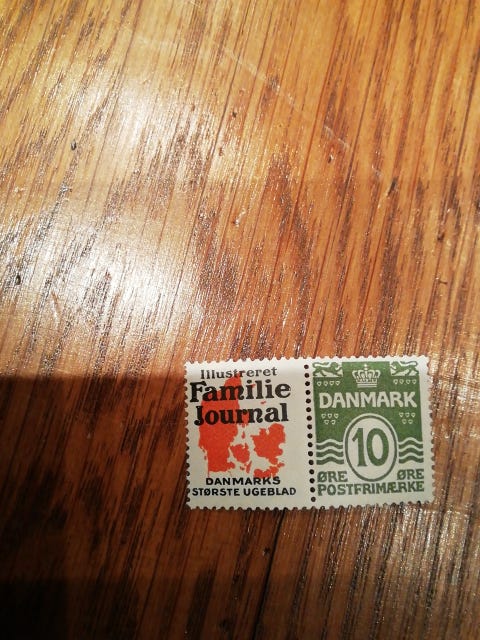 Illustreret
Familie
Journal
DANMARKS
STØRSTE UGEBLAD
DANMARK
10
ØRE ØRE
POSTFRIMÆRKE